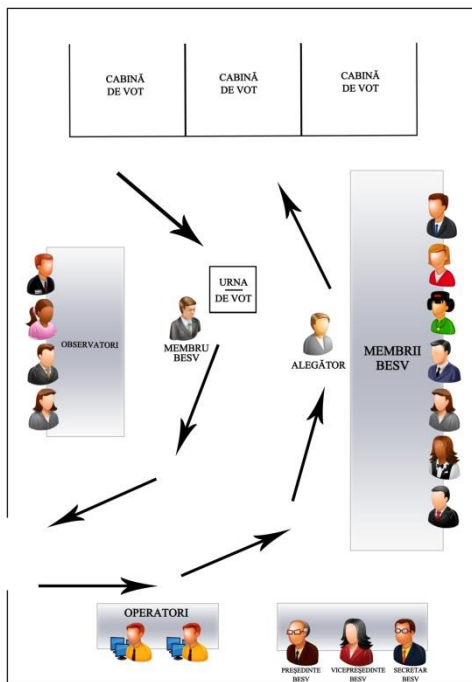 CABINĂ
DE VOT
CABINĂ
DE VOT
CABINĂ
DE VOT
URNA
DE VOT
OBSERVATORI
MEMBRU
BESV
ALEGĂTOR
MEMBRII
BESV
OPERATORI
PREȘEDINTE
BESV
VICEPREȘEDINTE
BESV
SECRETAR
BESV